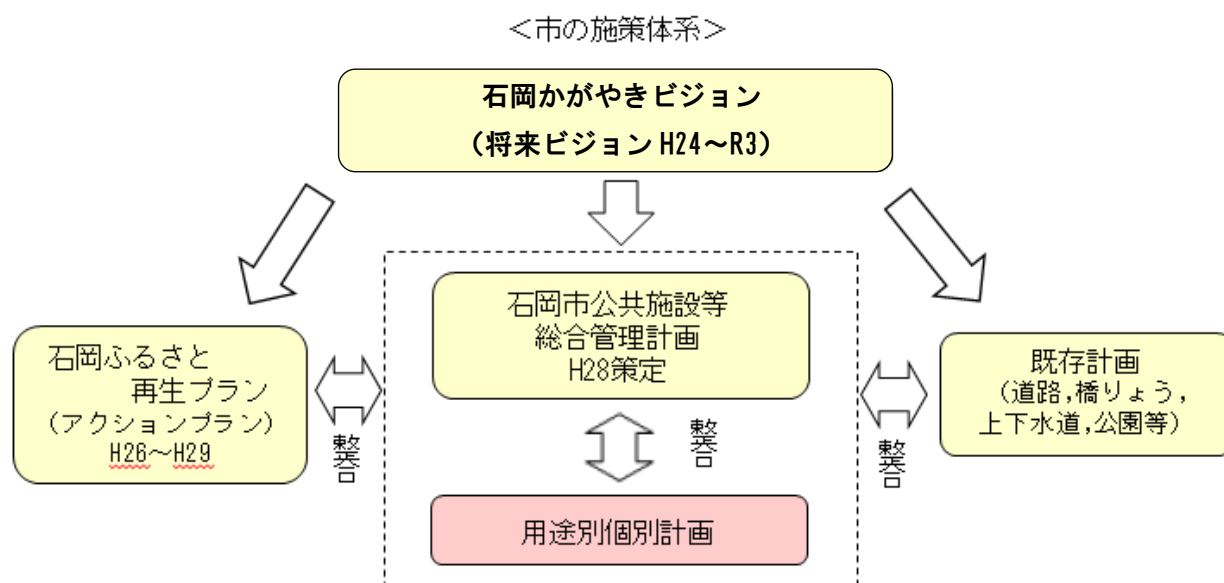 ＜市の施策体系＞
石岡かがやきビジョン
（将来ビジョン H24～R3）
石岡市公共施設等
総合管理計画
H28策定
石岡ふるさと
再生プラン
（アクションプラン）
H26～H29
既存計画
（道路,橋りょう,
上下水道,公園等）
整合
整合
整合
用途別個別計画